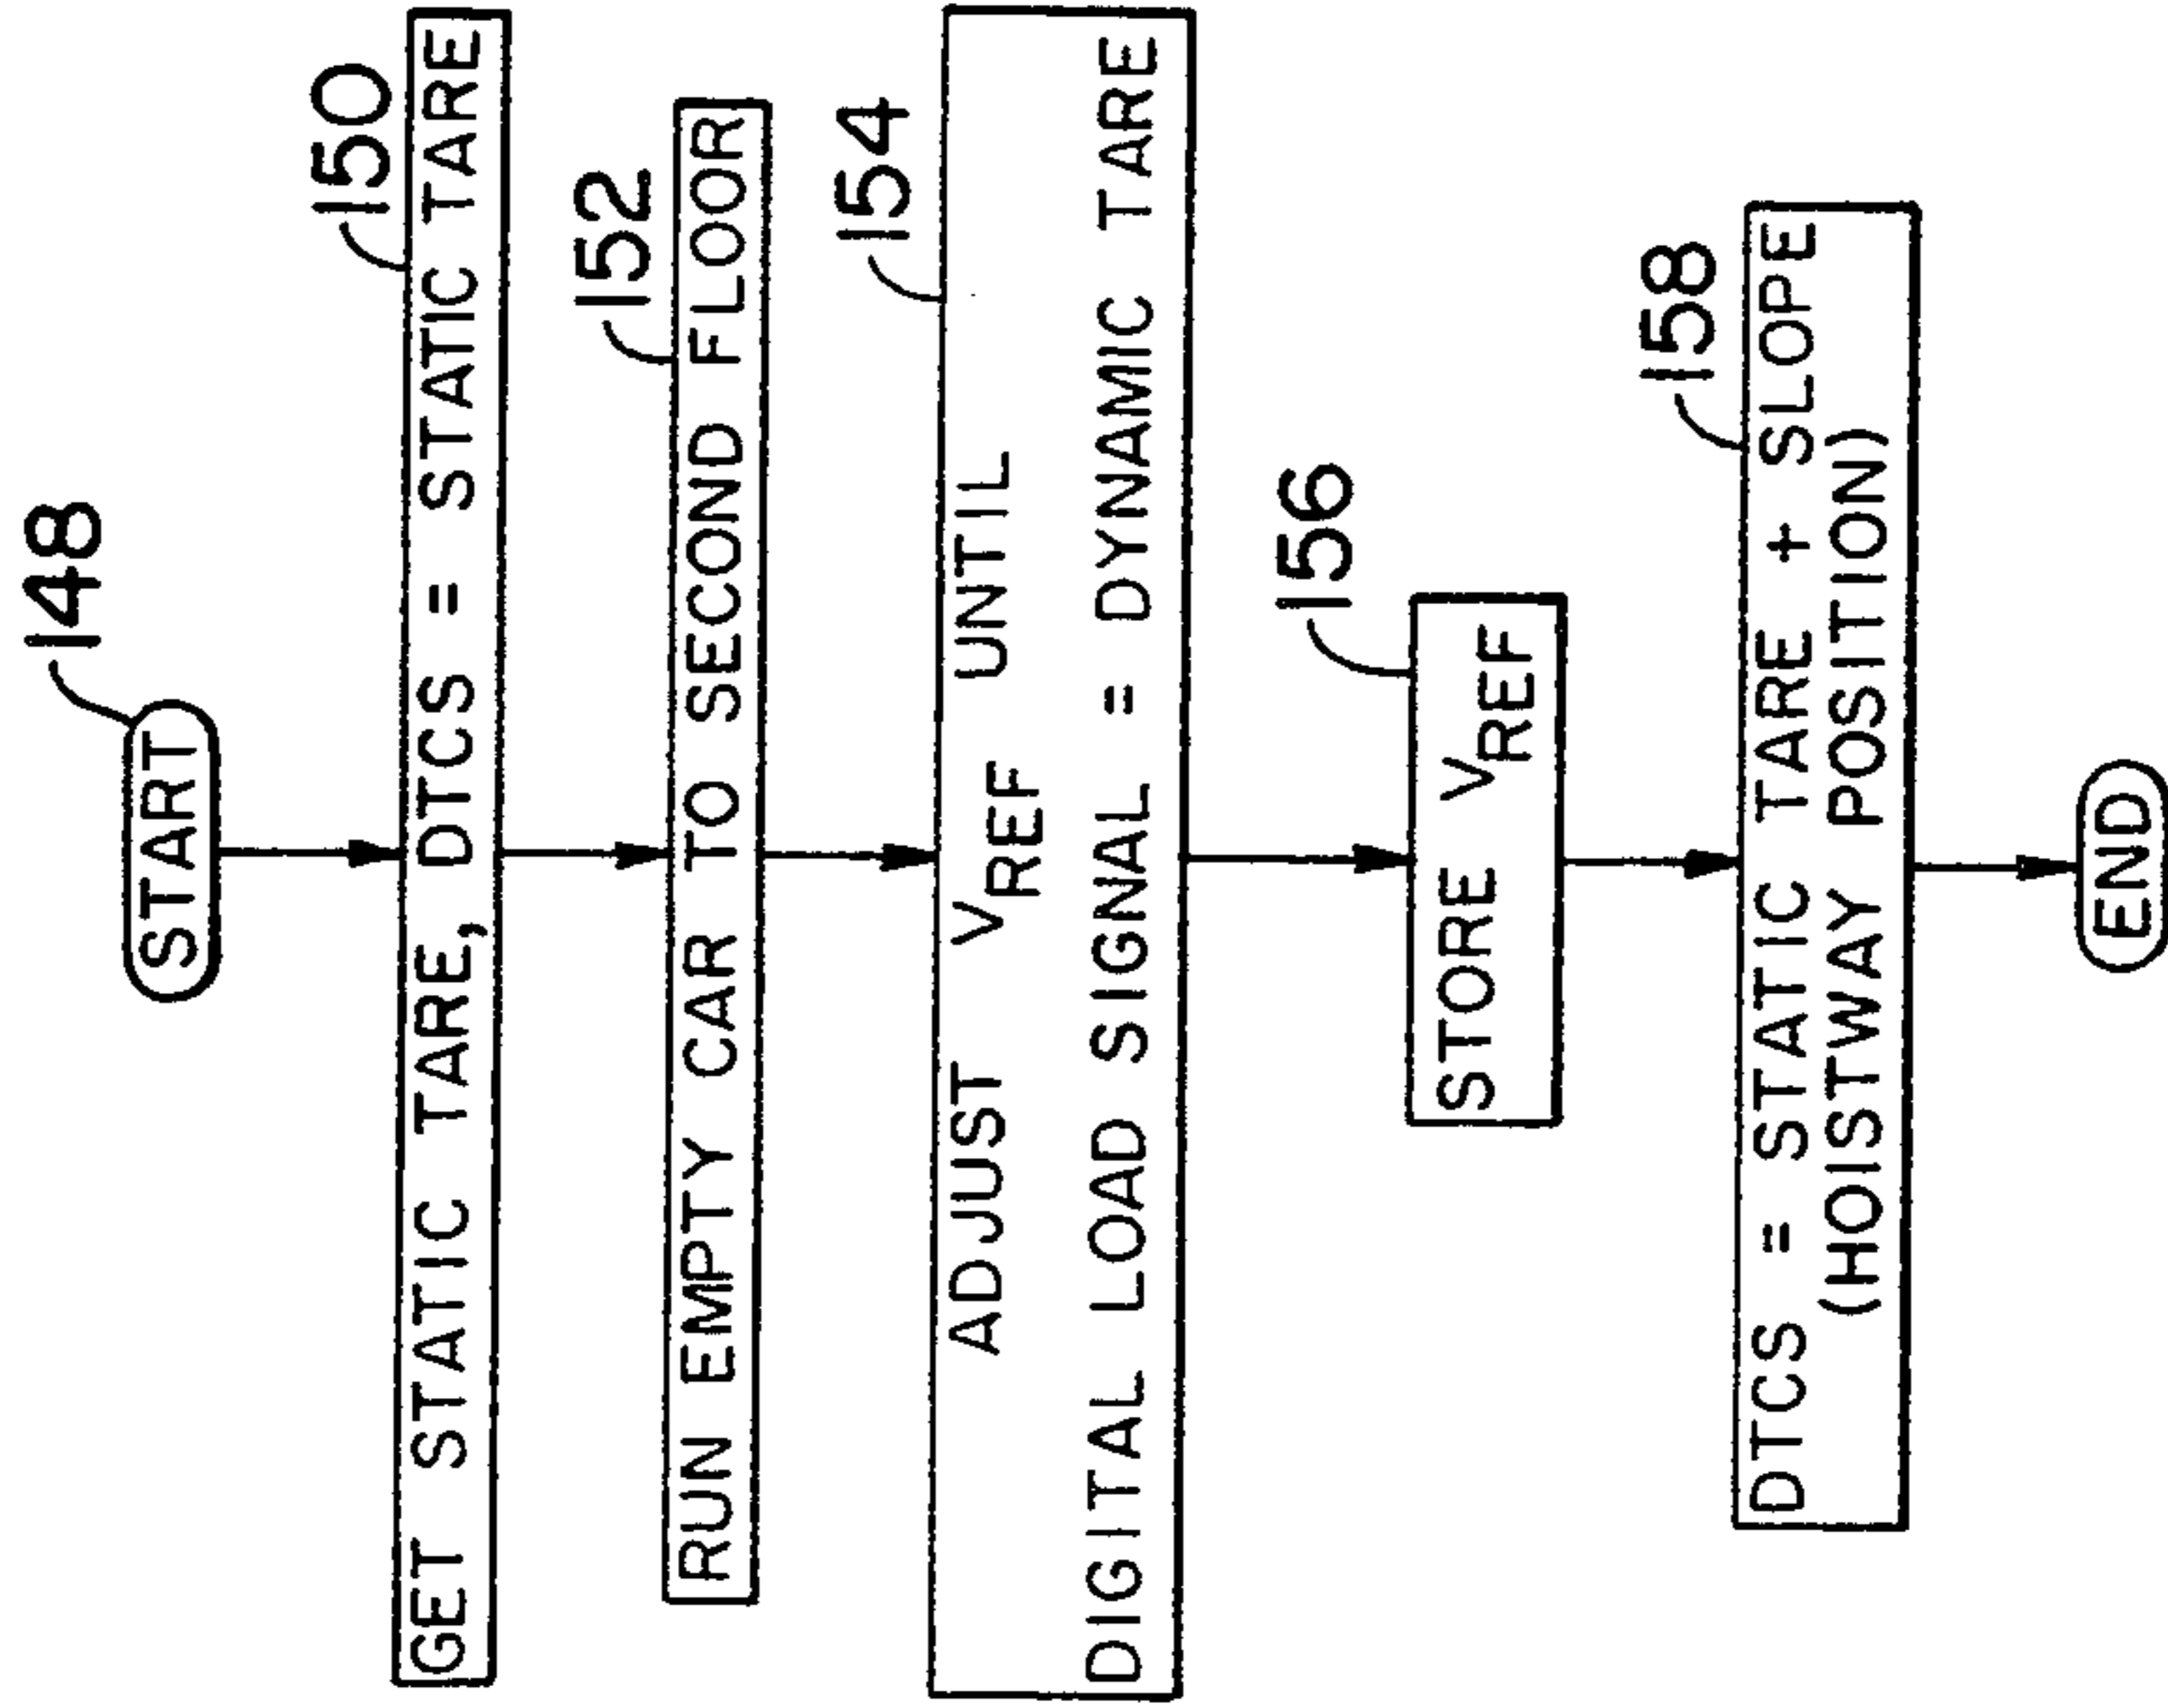 148
START
150
GET STATIC TARE, DTCS = STATIC TARE
152
RUN EMPTY CAR TO SECOND FLOOR
154
ADJUST VREF UNTIL
DIGITAL LOAD SIGNAL = DYNAMIC TARE
156
STORE VREF
158
DTCS = STATIC TARE + SLOPE
(HOISTWAY POSITION)
END